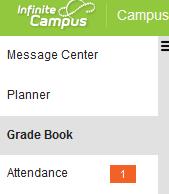 Infinite
Campus
Campus
Message Center
Planner
Grade Book
Attendance
1